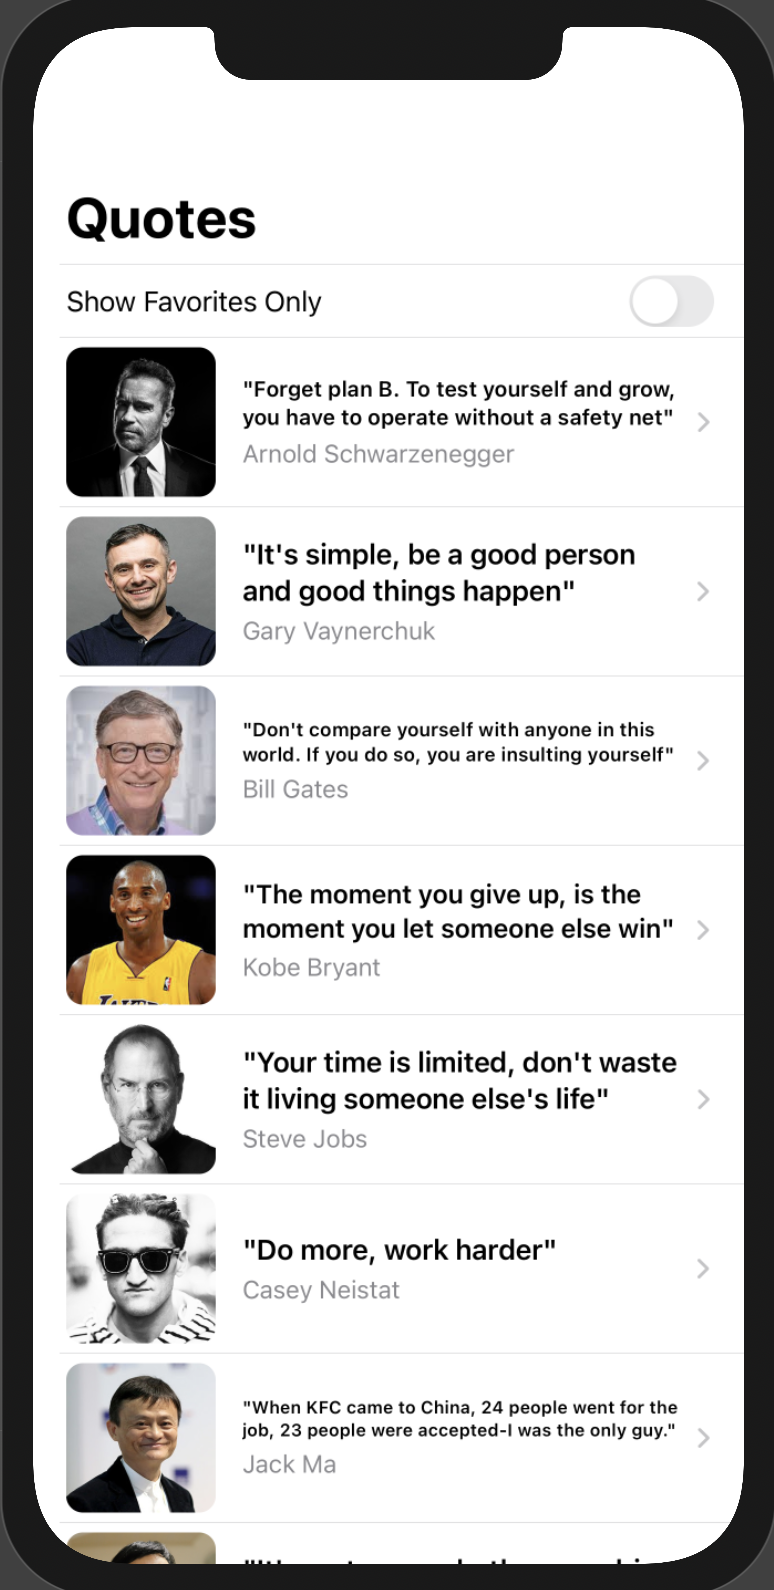 Quotes
Show Favorites Only
"Forget plan B. To test yourself and grow,
you have to operate without a safety net"
Arnold Schwarzenegger
"It's simple, be a good person
and good things happen"
Gary Vaynerchuk
"Don't compare yourself with anyone in this
world. If you do so, you are insulting yourself"
Bill Gates
"The moment you give up, is the
moment you let someone else win"
Kobe Bryant
"Your time is limited, don't waste
it living someone else's life"
Steve Jobs
"Do more, work harder"
Casey Neistat
"When KFC came to China, 24 people went for the
job, 23 people were accepted-I was the only guy."
Jack Ma